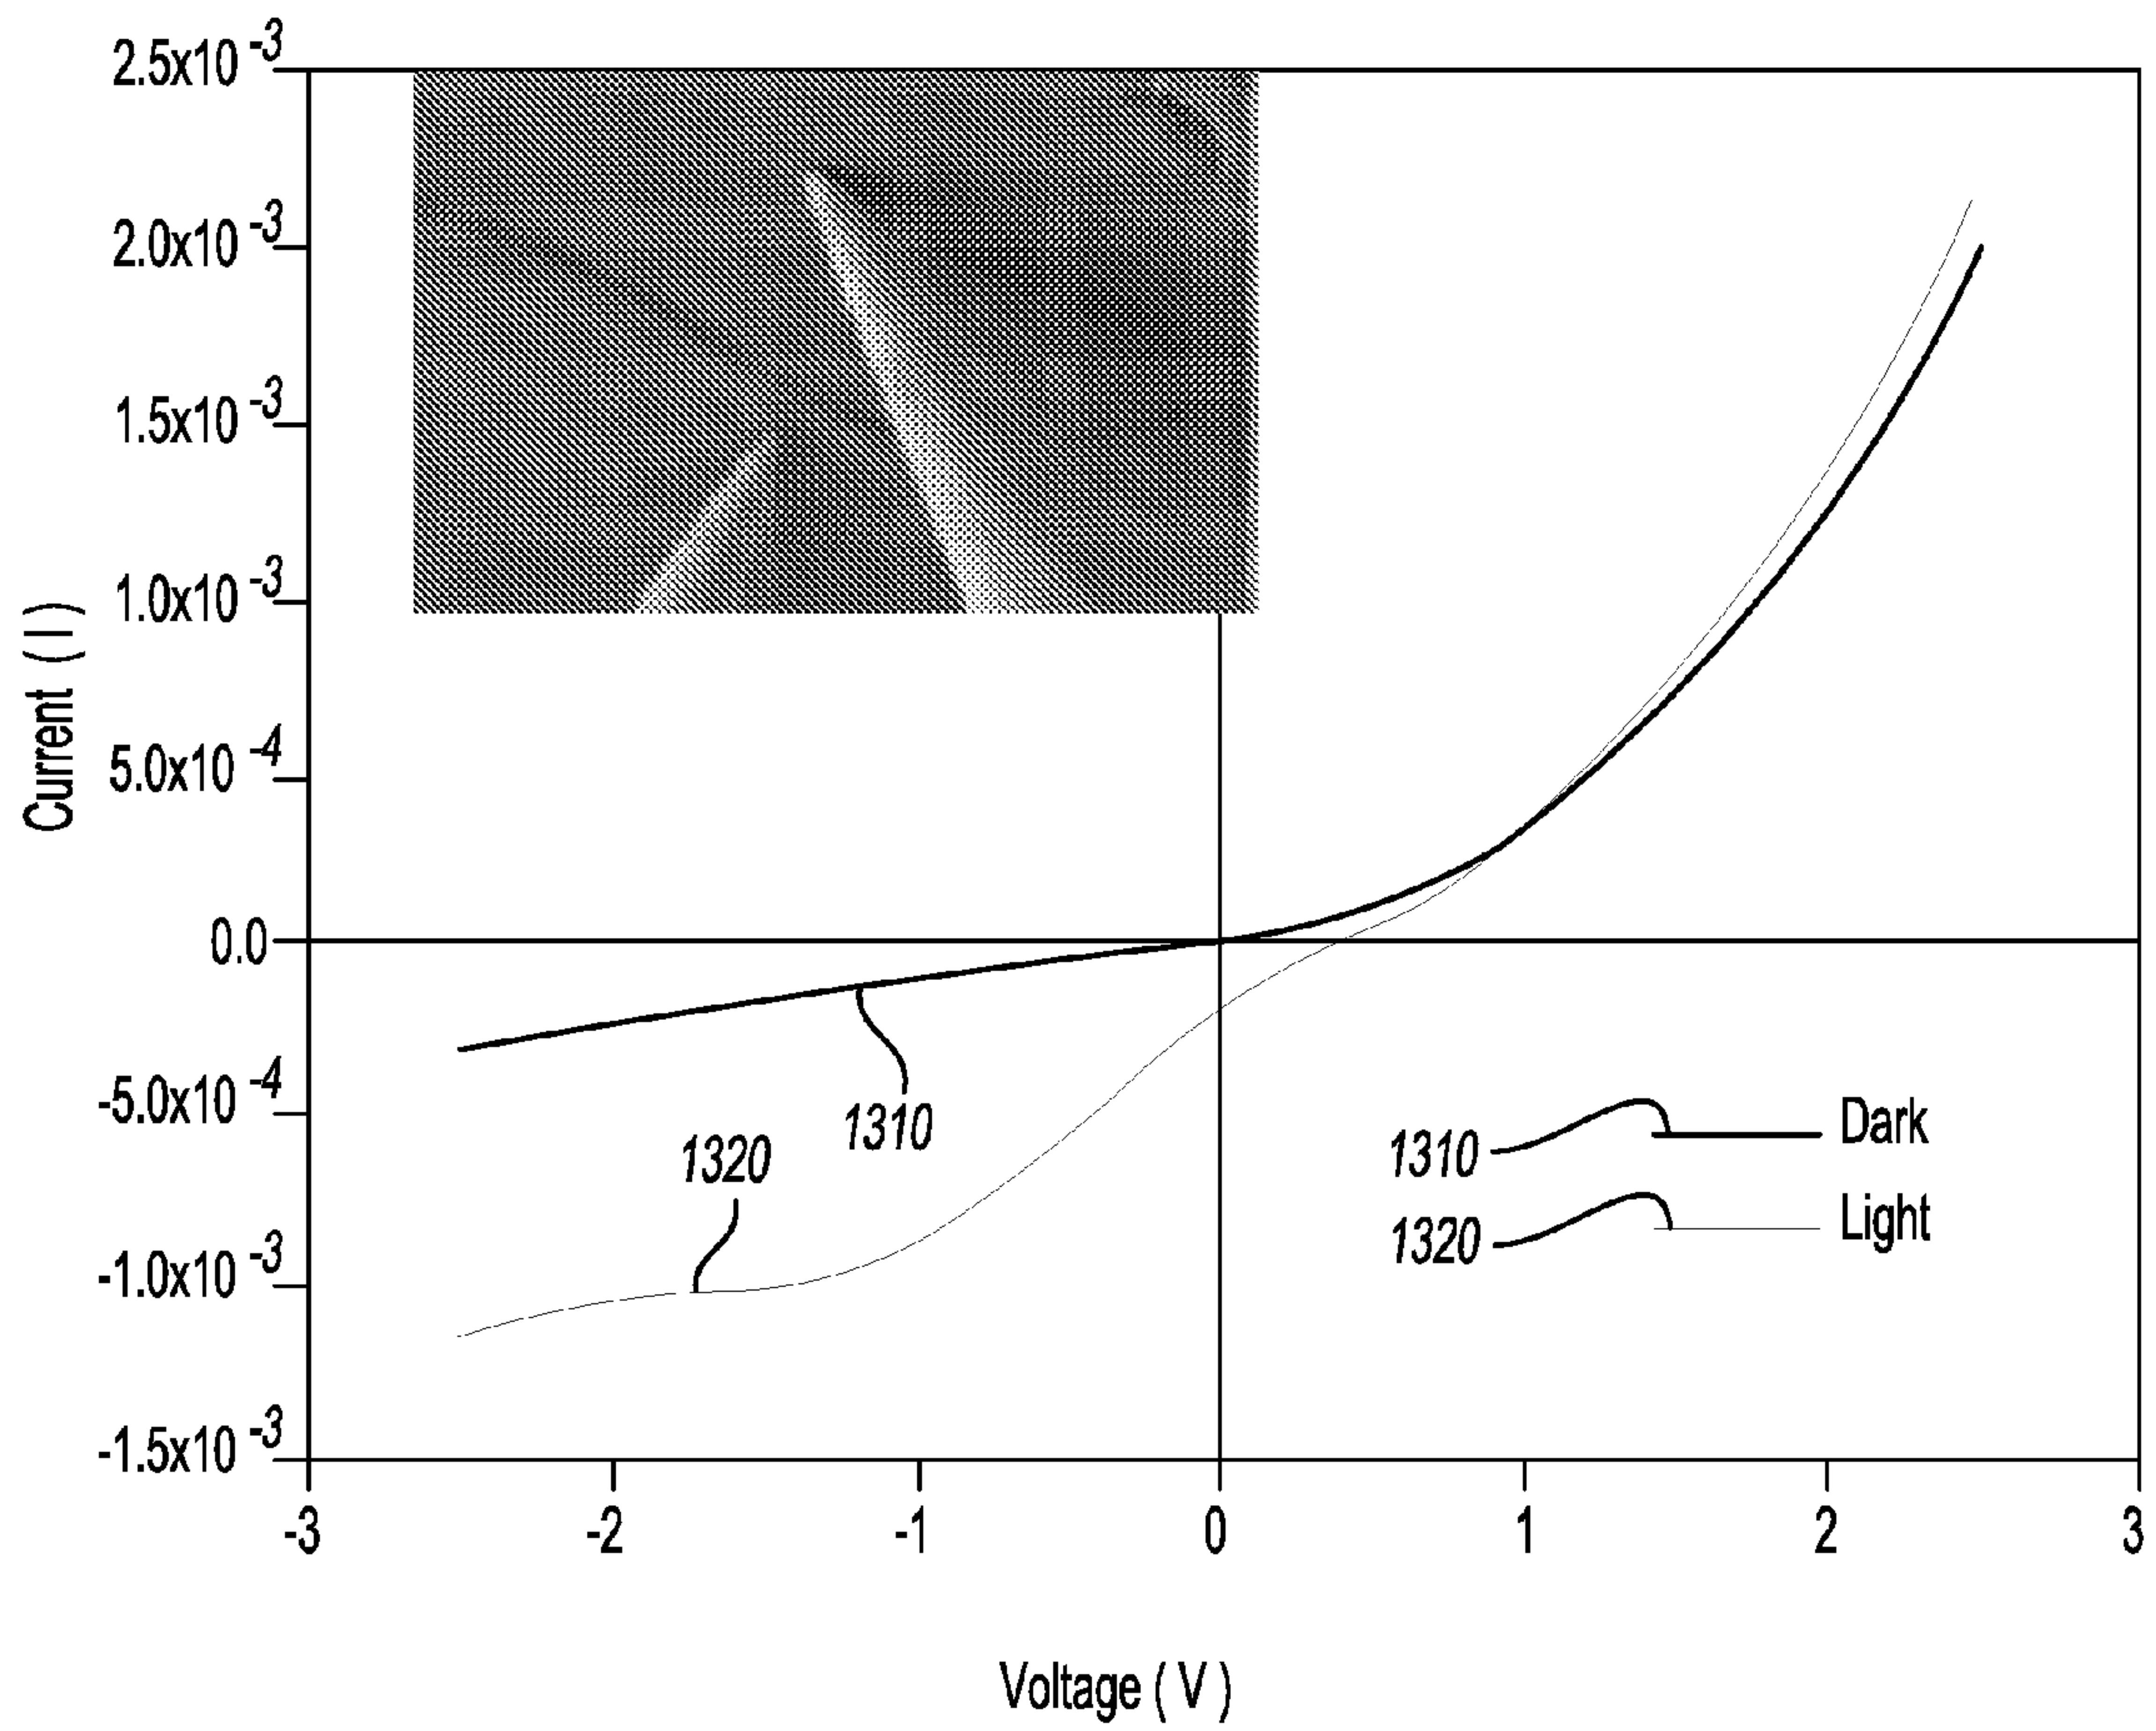 2.5x10 -3
2.0x10 -3
1.5x10 -3
1.0x10 -3
5.0x10 -4
0.0
-5.0x10 -4
-1.0x10 -3
-1.5x10 -3
Current ( I )
1310
1320
1310 Dark
1320 Light
-3 -2 -1 0 1 2 3
Voltage ( V )